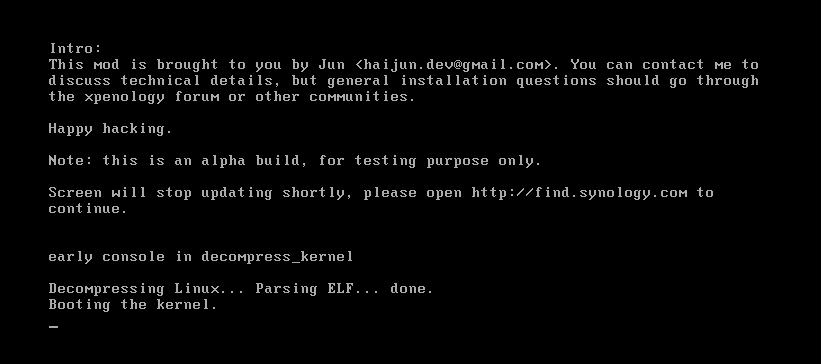 Intro:
This mod is brought to you by Jun <haijun.dev@gmail.com>. You can contact me to
discuss technical details, but general installation questions should go through
the xpenology forum or other communities.
Happy hacking.
Note: this is an alpha build, for testing purpose only.
Screen will stop updating shortly, please open http://find.synology.com to
continue.
early console in decompress_kernel
Decompressing Linux... Parsing ELF... done.
Booting the kernel.